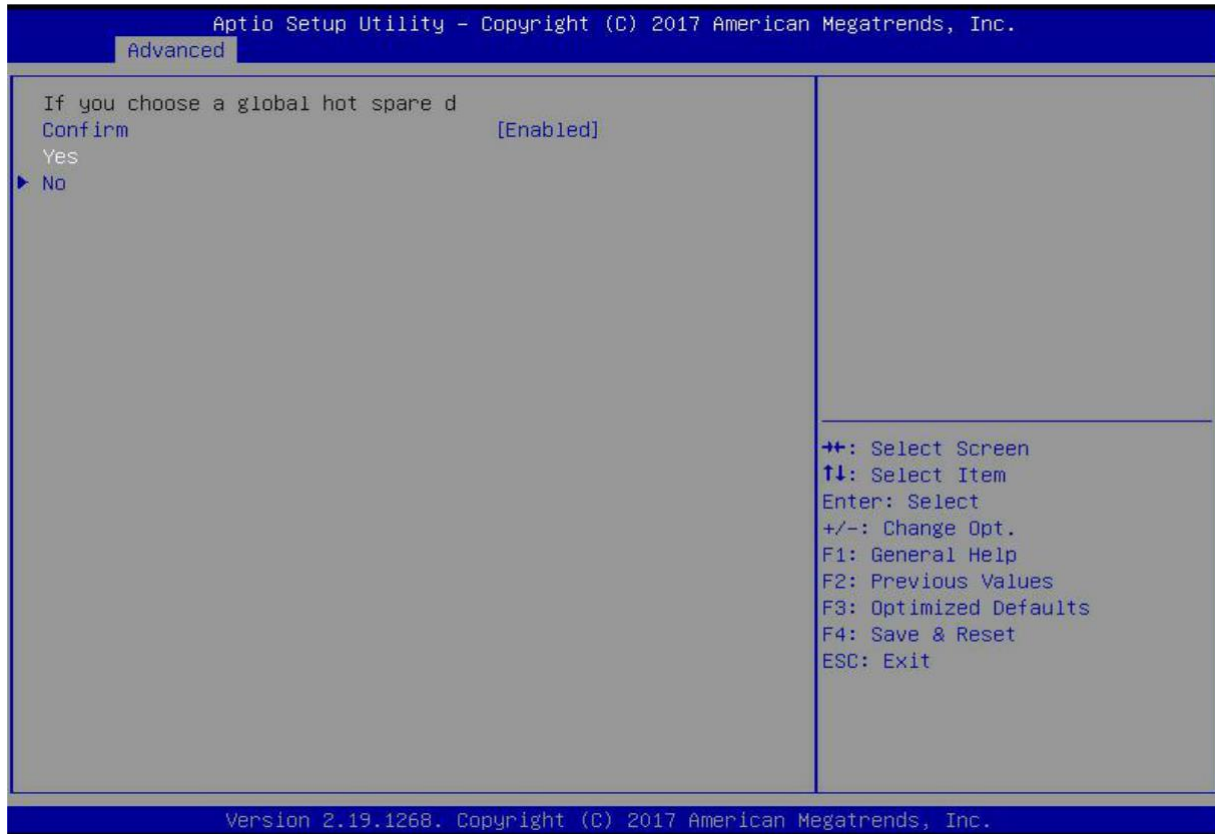 Aptio Setup Utility – Copyright (C) 2017 American Megatrends, Inc.
Advanced
If you choose a global hot spare d
Confirm [Enabled]
Yes
▶ No
→←: Select Screen
↑↓: Select Item
Enter: Select
+/-: Change Opt.
F1: General Help
F2: Previous Values
F3: Optimized Defaults
F4: Save & Reset
ESC: Exit
Version 2.19.1268. Copyright (C) 2017 American Megatrends, Inc.